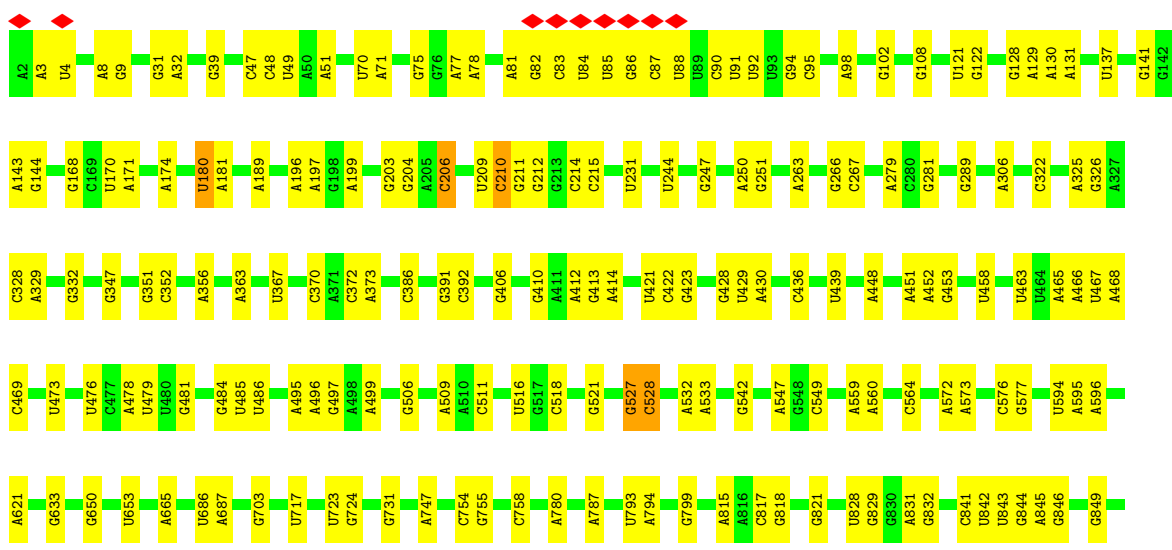 A2 A3 U4 A8 G9 G31 A32 G39 C47 C48 U49 A50 A51 U70 A71 G75 G76 A77 A78 A81 G82 C83 U84 U85 G86 C87 U88 U89 C90 U91 U92 U93 G94 C95 A98 G102 G108 U121 G122 G128 A129 A130 A131 U137 G141 G142
A143 G144 G168 C169 U170 A171 A174 U180 A181 A189 A196 A197 G198 A199 G203 G204 A205 C206 U209 C210 G211 G212 G213 C214 C215 U231 U244 G247 A250 G251 A263 G266 C267 A279 C280 G281 G289 A306 C322 A325 G326 A327
C328 A329 G332 G347 G351 C352 A356 A363 U367 C370 A371 C372 A373 C386 G391 C392 G406 G410 A411 A412 G413 A414 U421 C422 G423 G428 U429 A430 C436 U439 A448 A451 A452 G453 U458 U463 U464 A465 A466 U467 A468
C469 U473 U476 C477 A478 U479 U480 G481 G484 U485 U486 A495 A496 G497 A498 A499 G506 A509 A510 C511 U516 G517 C518 G521 G527 C528 A532 A533 G542 A547 G548 C549 A559 A560 C564 A572 A573 C576 G577 U594 A595 A596
A621 G633 G650 U653 A665 U686 A687 G703 U717 U723 G724 G731 A747 C754 G755 C758 A780 A787 U793 A794 G799 A815 A816 C817 G818 G821 U828 G829 G830 A831 G832 C841 U842 U843 G844 A845 G846 G849